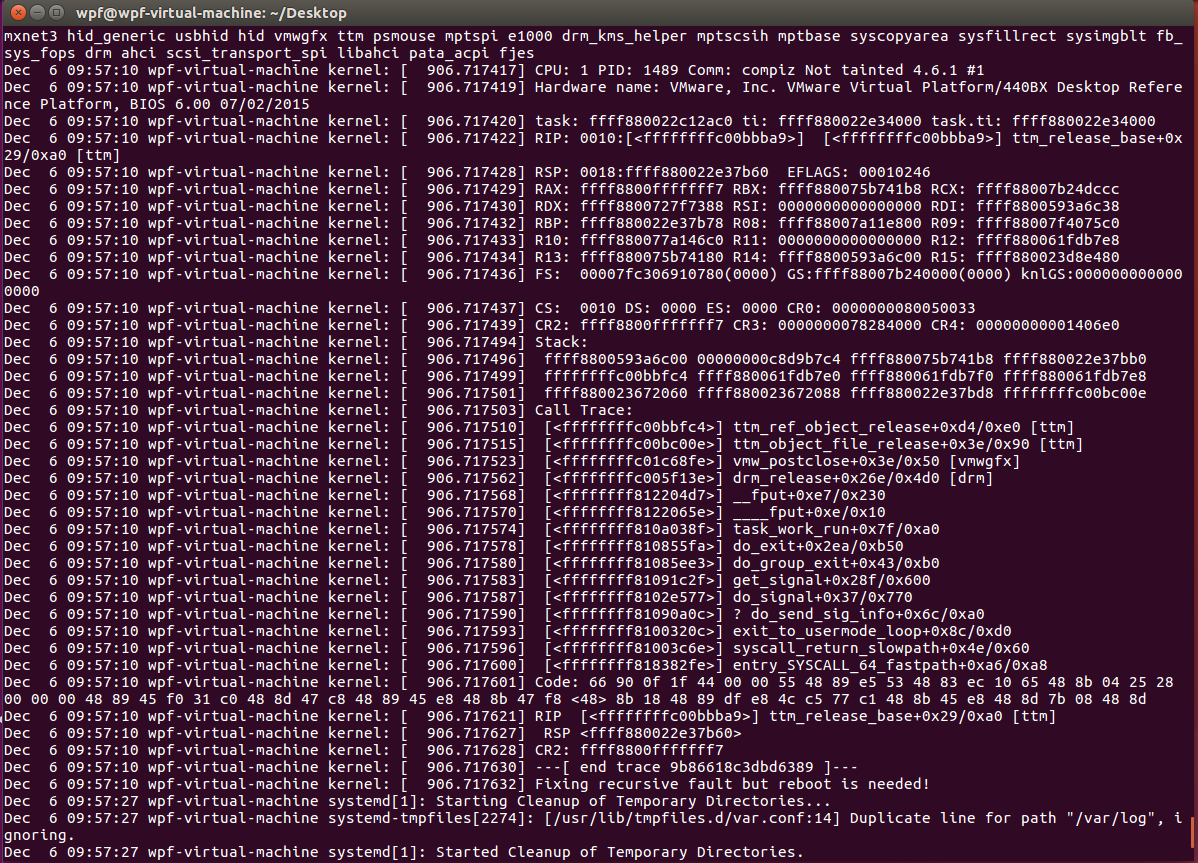 wpf@wpf-virtual-machine: ~/Desktop
mxnet3 hid_generic usbhid hid vmwgfx ttm psmouse mptspi e1000 drm_kms_helper mptscsih mptbase syscopyarea sysfillrect sysimgblt fb_
sys_fops drm ahci scsi_transport_spi libahci pata_acpi fjes
Dec  6 09:57:10 wpf-virtual-machine kernel: [  906.717417] CPU: 1 PID: 1489 Comm: compiz Not tainted 4.6.1 #1
Dec  6 09:57:10 wpf-virtual-machine kernel: [  906.717419] Hardware name: VMware, Inc. VMware Virtual Platform/440BX Desktop Refere
nce Platform, BIOS 6.00 07/02/2015
Dec  6 09:57:10 wpf-virtual-machine kernel: [  906.717420] task: ffff880022c12ac0 ti: ffff880022e34000 task.ti: ffff880022e34000
Dec  6 09:57:10 wpf-virtual-machine kernel: [  906.717422] RIP: 0010:[<ffffffffc00bbba9>]  [<ffffffffc00bbba9>] ttm_release_base+0x
29/0xa0 [ttm]
Dec  6 09:57:10 wpf-virtual-machine kernel: [  906.717428] RSP: 0018:ffff880022e37b60  EFLAGS: 00010246
Dec  6 09:57:10 wpf-virtual-machine kernel: [  906.717429] RAX: ffff8800fffffff7 RBX: ffff880075b741b8 RCX: ffff88007b24dccc
Dec  6 09:57:10 wpf-virtual-machine kernel: [  906.717430] RDX: ffff8800727f7388 RSI: 0000000000000000 RDI: ffff8800593a6c38
Dec  6 09:57:10 wpf-virtual-machine kernel: [  906.717432] RBP: ffff880022e37b78 R08: ffff88007a11e800 R09: ffff88007f4075c0
Dec  6 09:57:10 wpf-virtual-machine kernel: [  906.717433] R10: ffff880077a146c0 R11: 0000000000000000 R12: ffff880061fdb7e8
Dec  6 09:57:10 wpf-virtual-machine kernel: [  906.717434] R13: ffff880075b74180 R14: ffff8800593a6c00 R15: ffff880023d8e480
Dec  6 09:57:10 wpf-virtual-machine kernel: [  906.717436] FS:  00007fc306910780(0000) GS:ffff88007b240000(0000) knlGS:000000000000
0000
Dec  6 09:57:10 wpf-virtual-machine kernel: [  906.717437] CS:  0010 DS: 0000 ES: 0000 CR0: 0000000080050033
Dec  6 09:57:10 wpf-virtual-machine kernel: [  906.717439] CR2: ffff8800fffffff7 CR3: 0000000078284000 CR4: 00000000001406e0
Dec  6 09:57:10 wpf-virtual-machine kernel: [  906.717494] Stack:
Dec  6 09:57:10 wpf-virtual-machine kernel: [  906.717496]  ffff8800593a6c00 00000000c8d9b7c4 ffff880075b741b8 ffff880022e37bb0
Dec  6 09:57:10 wpf-virtual-machine kernel: [  906.717499]  ffffffffc00bbfc4 ffff880061fdb7e0 ffff880061fdb7f0 ffff880061fdb7e8
Dec  6 09:57:10 wpf-virtual-machine kernel: [  906.717501]  ffff880023672060 ffff880023672088 ffff880022e37bd8 ffffffffc00bc00e
Dec  6 09:57:10 wpf-virtual-machine kernel: [  906.717503] Call Trace:
Dec  6 09:57:10 wpf-virtual-machine kernel: [  906.717510]  [<ffffffffc00bbfc4>] ttm_ref_object_release+0xd4/0xe0 [ttm]
Dec  6 09:57:10 wpf-virtual-machine kernel: [  906.717515]  [<ffffffffc00bc00e>] ttm_object_file_release+0x3e/0x90 [ttm]
Dec  6 09:57:10 wpf-virtual-machine kernel: [  906.717523]  [<ffffffffc01c68fe>] vmw_postclose+0x3e/0x50 [vmwgfx]
Dec  6 09:57:10 wpf-virtual-machine kernel: [  906.717562]  [<ffffffffc005f13e>] drm_release+0x26e/0x4d0 [drm]
Dec  6 09:57:10 wpf-virtual-machine kernel: [  906.717568]  [<ffffffff812204d7>] __fput+0xe7/0x230
Dec  6 09:57:10 wpf-virtual-machine kernel: [  906.717570]  [<ffffffff8122065e>] ____fput+0xe/0x10
Dec  6 09:57:10 wpf-virtual-machine kernel: [  906.717574]  [<ffffffff810a038f>] task_work_run+0x7f/0xa0
Dec  6 09:57:10 wpf-virtual-machine kernel: [  906.717578]  [<ffffffff810855fa>] do_exit+0x2ea/0xb50
Dec  6 09:57:10 wpf-virtual-machine kernel: [  906.717580]  [<ffffffff81085ee3>] do_group_exit+0x43/0xb0
Dec  6 09:57:10 wpf-virtual-machine kernel: [  906.717583]  [<ffffffff81091c2f>] get_signal+0x28f/0x600
Dec  6 09:57:10 wpf-virtual-machine kernel: [  906.717587]  [<ffffffff8102e577>] do_signal+0x37/0x770
Dec  6 09:57:10 wpf-virtual-machine kernel: [  906.717590]  [<ffffffff81090a0c>] ? do_send_sig_info+0x6c/0xa0
Dec  6 09:57:10 wpf-virtual-machine kernel: [  906.717593]  [<ffffffff8100320c>] exit_to_usermode_loop+0x8c/0xd0
Dec  6 09:57:10 wpf-virtual-machine kernel: [  906.717596]  [<ffffffff81003c6e>] syscall_return_slowpath+0x4e/0x60
Dec  6 09:57:10 wpf-virtual-machine kernel: [  906.717600]  [<ffffffff818382fe>] entry_SYSCALL_64_fastpath+0xa6/0xa8
Dec  6 09:57:10 wpf-virtual-machine kernel: [  906.717601] Code: 66 90 0f 1f 44 00 00 55 48 89 e5 53 48 83 ec 10 65 48 8b 04 25 28
00 00 00 48 89 45 f0 31 c0 48 8d 47 c8 48 89 45 e8 48 8b 47 f8 <48> 8b 18 48 89 df e8 4c c5 77 c1 48 8b 45 e8 48 8d 7b 08 48 8d
Dec  6 09:57:10 wpf-virtual-machine kernel: [  906.717621] RIP  [<ffffffffc00bbba9>] ttm_release_base+0x29/0xa0 [ttm]
Dec  6 09:57:10 wpf-virtual-machine kernel: [  906.717627]  RSP <ffff880022e37b60>
Dec  6 09:57:10 wpf-virtual-machine kernel: [  906.717628] CR2: ffff8800fffffff7
Dec  6 09:57:10 wpf-virtual-machine kernel: [  906.717630] ---[ end trace 9b86618c3dbd6389 ]---
Dec  6 09:57:10 wpf-virtual-machine kernel: [  906.717632] Fixing recursive fault but reboot is needed!
Dec  6 09:57:27 wpf-virtual-machine systemd[1]: Starting Cleanup of Temporary Directories...
Dec  6 09:57:27 wpf-virtual-machine systemd-tmpfiles[2274]: [/usr/lib/tmpfiles.d/var.conf:14] Duplicate line for path "/var/log", i
gnoring.
Dec  6 09:57:27 wpf-virtual-machine systemd[1]: Started Cleanup of Temporary Directories.